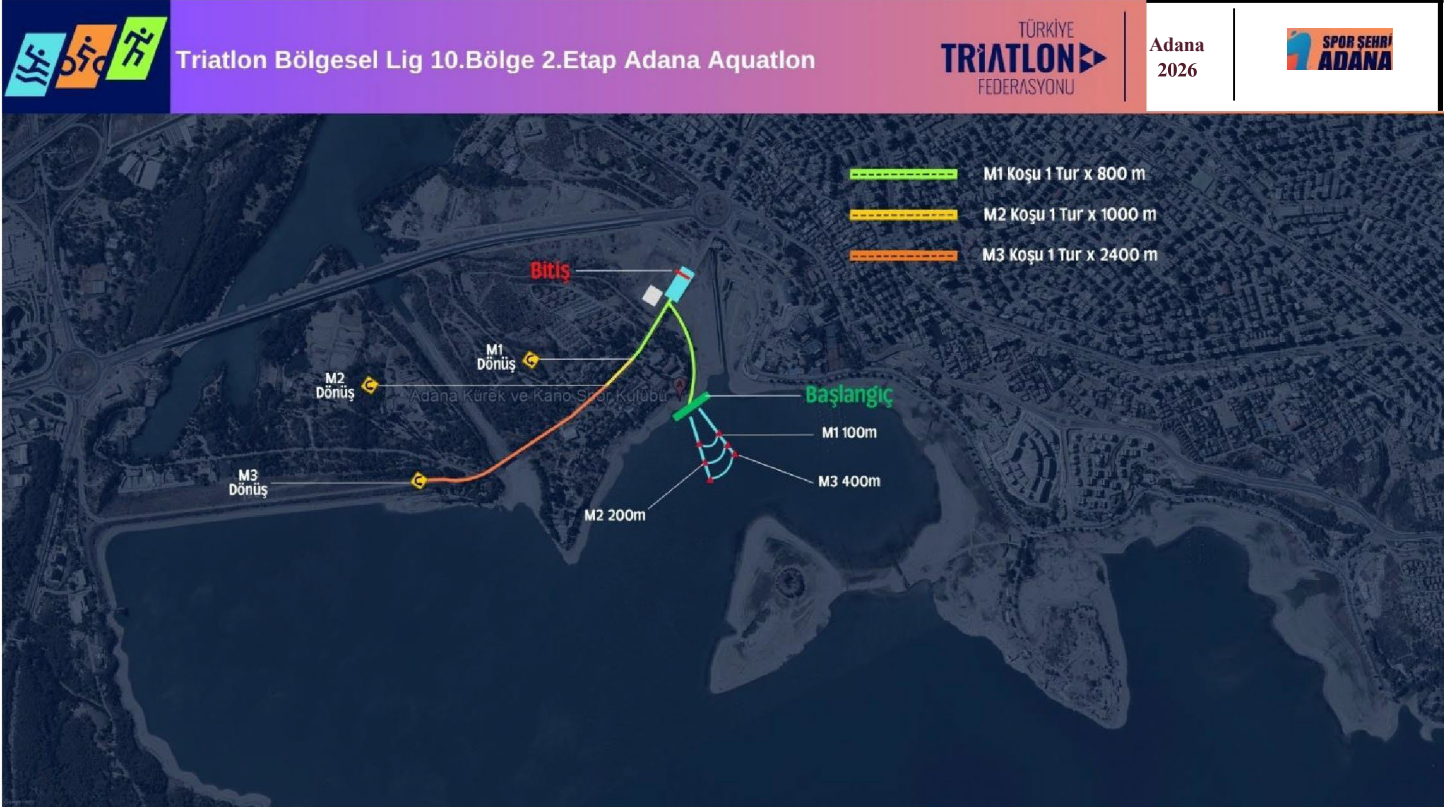 Triatlon Bölgesel Lig 10.Bölge 2.Etap Adana Aquatlon
TÜRKİYE
TRİATLON
FEDERASYONU
Adana
2026
SPOR ŞEHRİ
ADANA
M1 Koşu 1 Tur x 800 m
M2 Koşu 1 Tur x 1000 m
M3 Koşu 1 Tur x 2400 m
Bitiş
M1
Dönüş
M2
Dönüş
Adana Kürek ve Kano Spor Kulübü
A
Başlangıç
M1 100m
M3
Dönüş
M3 400m
M2 200m